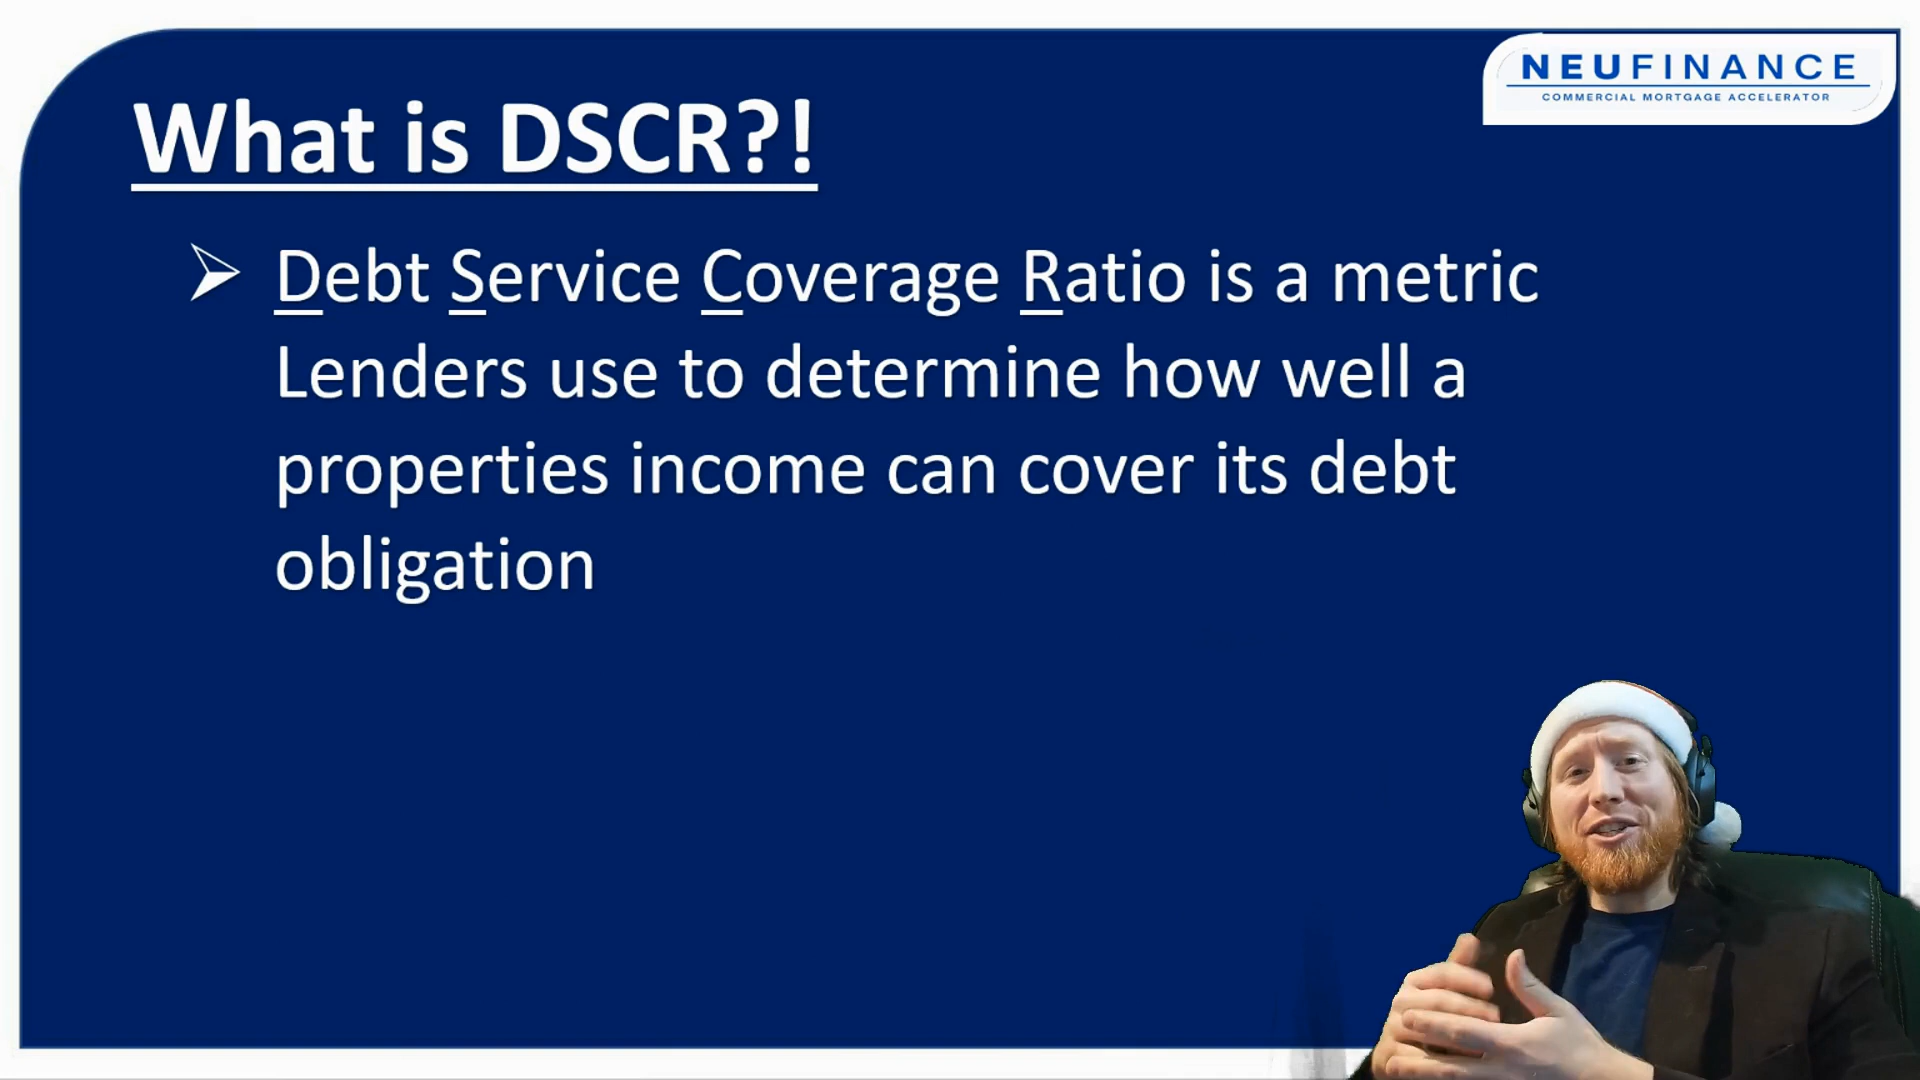 NEUFINANCE
COMMERCIAL MORTGAGE ACCELERATOR
What is DSCR?!
Debt Service Coverage Ratio is a metric
Lenders use to determine how well a
properties income can cover its debt
obligation